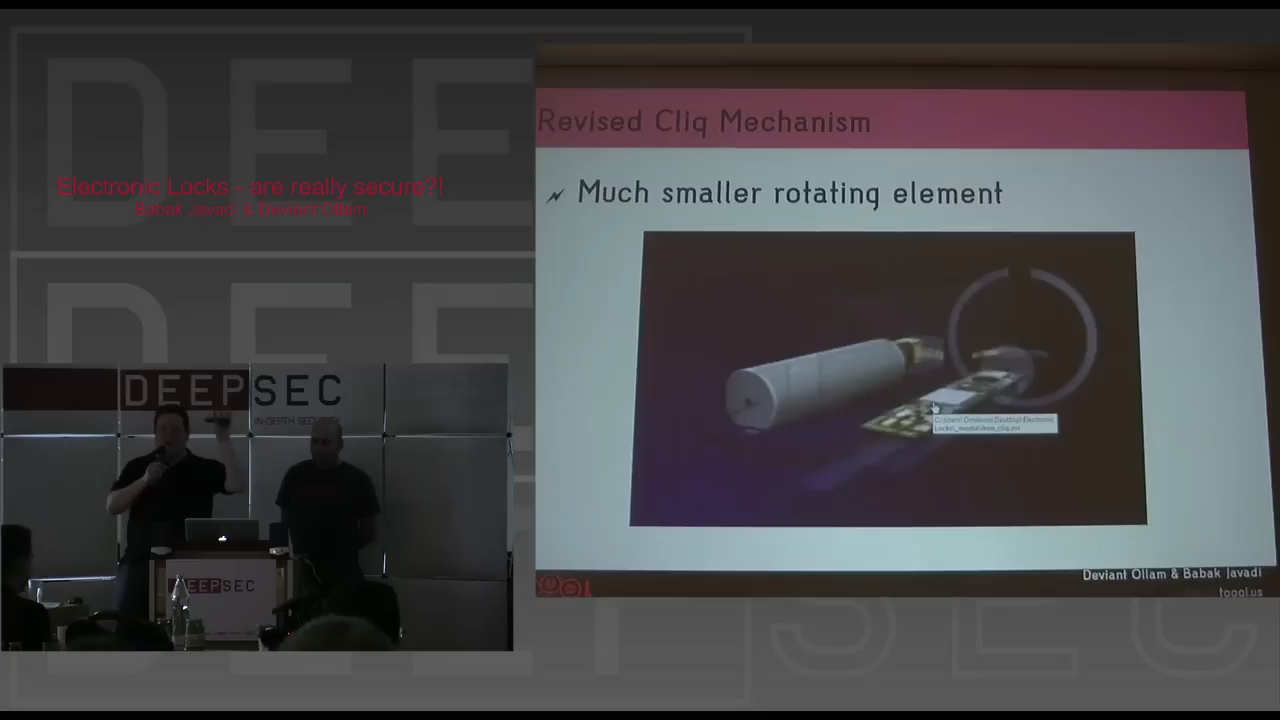 Electronic Locks - are really secure?!
Babak Javadi & Deviant Ollam
DEEPSEC
IN-DEPTH SECURITY
DEEPSEC
Revised Cliq Mechanism
Much smaller rotating element
Deviant Ollam & Babak Javadi
toool.us